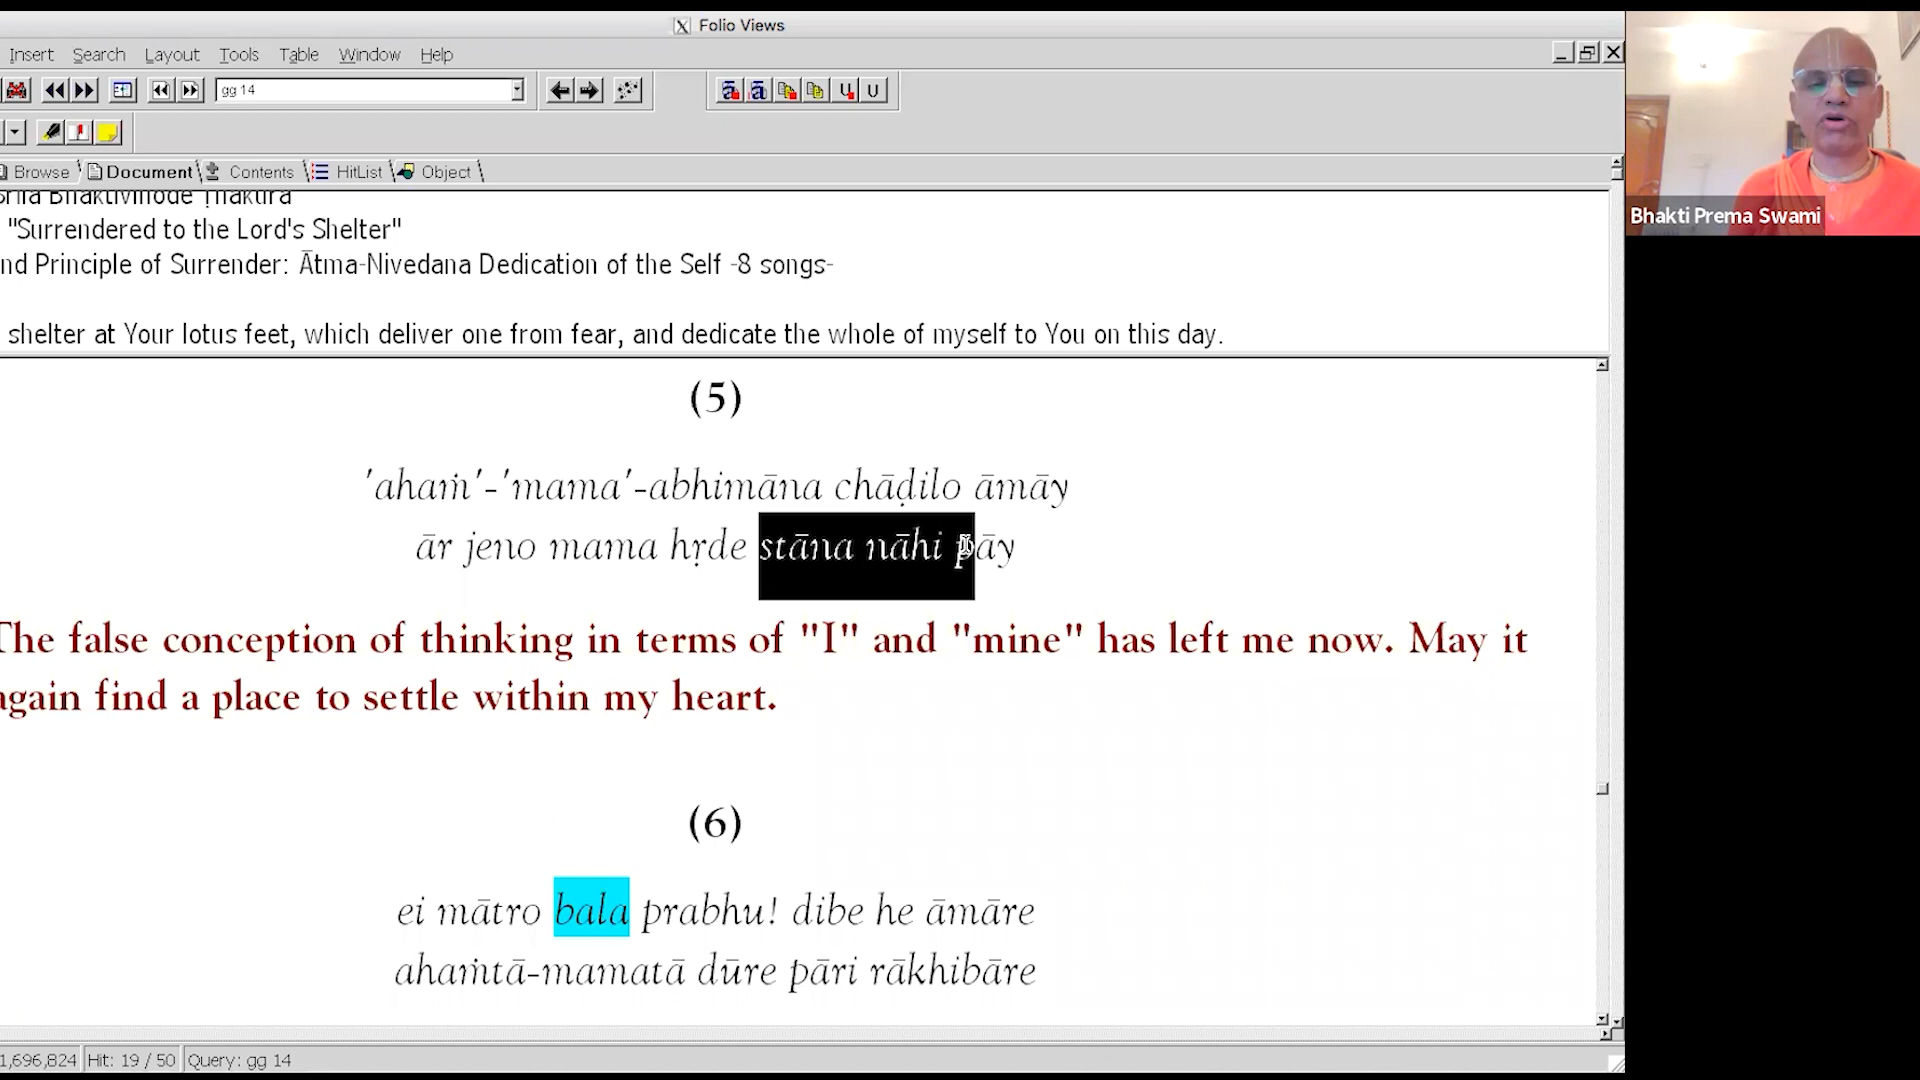 Folio Views
Insert Search Layout Tools Table Window Help
gg 14
Browse Document Contents HitList Object
Srila Bhaktivinode Ṭhākura
"Surrendered to the Lord's Shelter"
nd Principle of Surrender: Ātma-Nivedana Dedication of the Self -8 songs-
shelter at Your lotus feet, which deliver one from fear, and dedicate the whole of myself to You on this day.
(5)
'ahaṁ'-'mama'-abhimāna chāḍilo āmāy
ār jeno mama hṛde stāna nāhi pāy
The false conception of thinking in terms of "I" and "mine" has left me now. May it
again find a place to settle within my heart.
(6)
ei mātro bala prabhu! dibe he āmāre
ahaṁtā-mamatā dūre pāri rākhibāre
1,696,824 Hit: 19 / 50 Query: gg 14
Bhakti Prema Swami